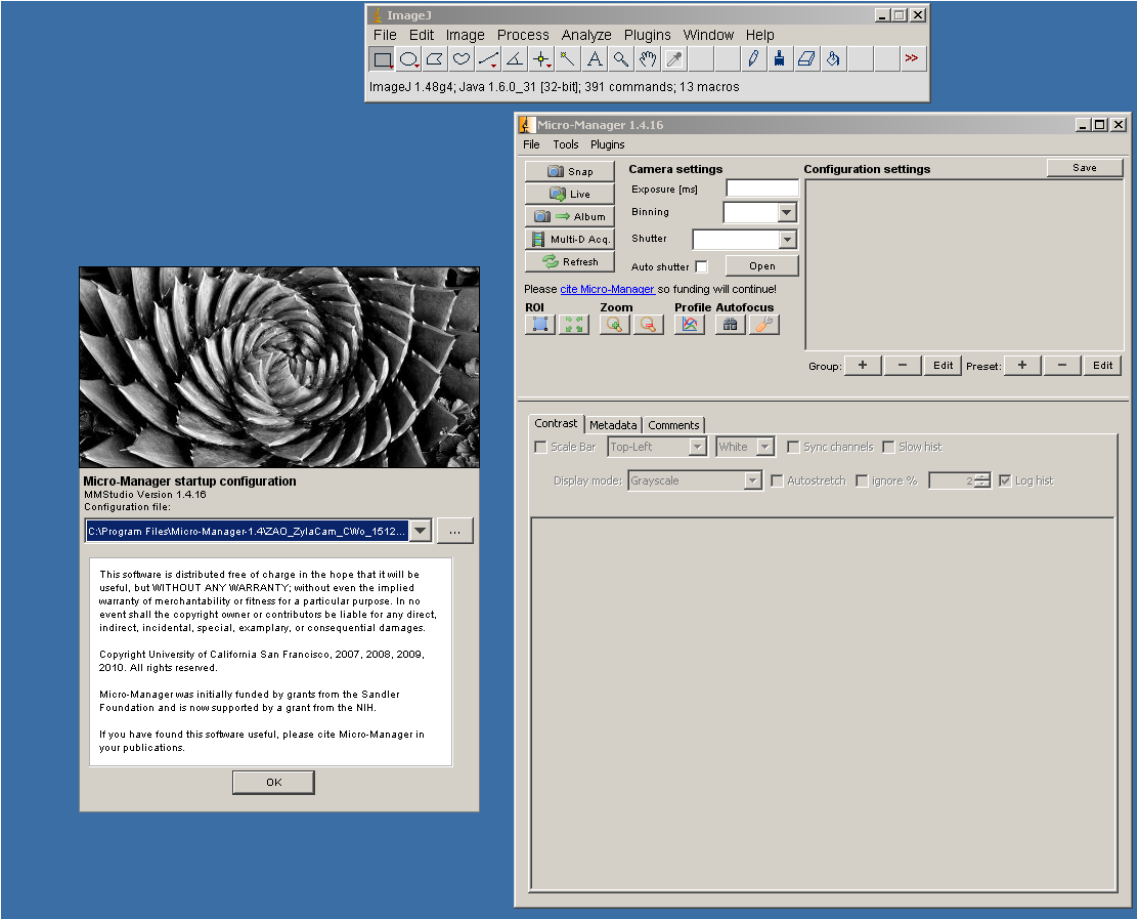 ImageJ
File Edit Image Process Analyze Plugins Window Help
A
>>
ImageJ 1.48g4; Java 1.6.0_31 [32-bit]; 391 commands; 13 macros
Micro-Manager 1.4.16
File Tools Plugins
Snap
Live
Album
Multi-D Acq.
Refresh
Camera settings
Exposure [ms]
Binning
Shutter
Auto shutter
Open
Configuration settings
Save
Please cite Micro-Manager so funding will continue!
ROI Zoom Profile Autofocus
Group: + - Edit Preset: + - Edit
Contrast Metadata Comments
Scale Bar Top-Left White Sync channels Slow hist
Display mode: Grayscale Autostretch Ignore % 2 Log hist
Micro-Manager startup configuration
MMStudio Version 1.4.16
Configuration file:
C:\Program Files\Micro-Manager-1.4\ZAO_ZylaCam_CWo_1512... ...
This software is distributed free of charge in the hope that it will be
useful, but WITHOUT ANY WARRANTY; without even the implied
warranty of merchantability or fitness for a particular purpose. In no
event shall the copyright owner or contributors be liable for any direct,
indirect, incidental, special, examplary, or consequential damages.
Copyright University of California San Francisco, 2007, 2008, 2009,
2010. All rights reserved.
Micro-Manager was initially funded by grants from the Sandler
Foundation and is now supported by a grant from the NIH.
If you have found this software useful, please cite Micro-Manager in
your publications.
OK